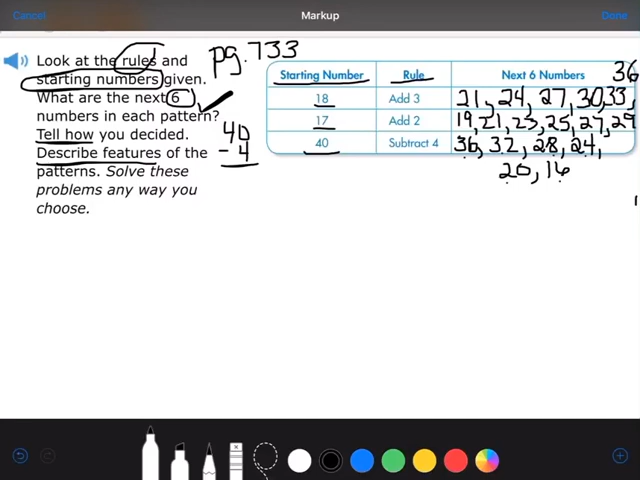 Cancel Markup Done
Look at the rules and
starting numbers given.
What are the next 6
numbers in each pattern?
Tell how you decided.
Describe features of the
patterns. Solve these
problems any way you
choose.
pg. 733
40
- 4
Starting Number Rule Next 6 Numbers
18 Add 3 21, 24, 27, 30, 33, 36
17 Add 2 19, 21, 23, 25, 27, 29
40 Subtract 4 36, 32, 28, 24,
20, 16